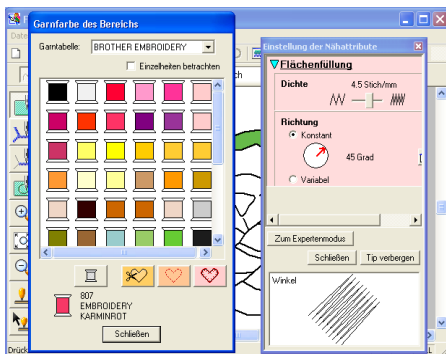 Garnfarbe des Bereichs
Garntabelle: BROTHER EMBROIDERY
Einzelheiten betrachten
807
EMBROIDERY
KARMINROT
Schließen
Einstellung der Nähattribute
Flächenfüllung
Dichte 4.5 Stich/mm
Richtung
Konstant
45 Grad
Variabel
Zum Expertenmodus
Schließen Tip verbergen
Winkel